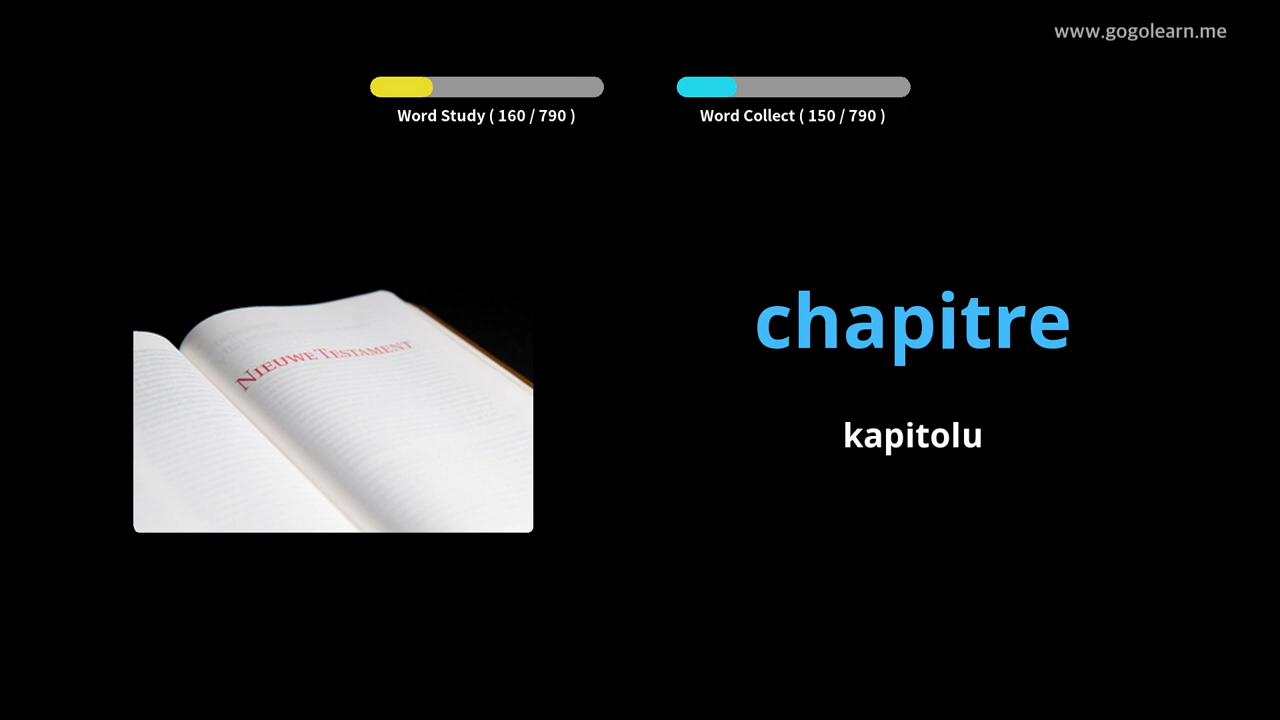 www.gogolearn.me
Word Study ( 160 / 790 )
Word Collect ( 150 / 790 )
NIEUWE TESTAMENT
chapitre
kapitolu